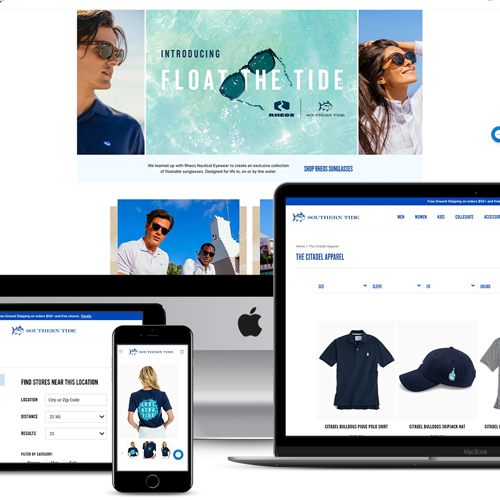 INTRODUCING
FLOAT THE TIDE
RHEOS
SOUTHERN TIDE
We teamed up with Rheos Nautical Eyewear to create an exclusive collection
of floatable sunglasses. Designed for life in, on or by the water.
SHOP RHEOS SUNGLASSES
Free Ground Shipping on orders $50+ and free
SOUTHERN TIDE
MEN WOMEN KIDS COLLEGIATE ACCESSOR
Home > The Citadel Apparel
THE CITADEL APPAREL
SIZE SLEEVE FIT COLORS
CITADEL BULLDOGS PIQUE POLO SHIRT
CITADEL BULLDOGS SKIPJACK HAT
MacBook
Free Ground Shipping on orders $50+ and free returns Details
SOUTHERN TIDE
FIND STORES NEAR THIS LOCATION
LOCATION City or Zip Code
DISTANCE 25 Mi
RESULTS 25
FILTER BY CATEGORY:
SOUTHERN TIDE